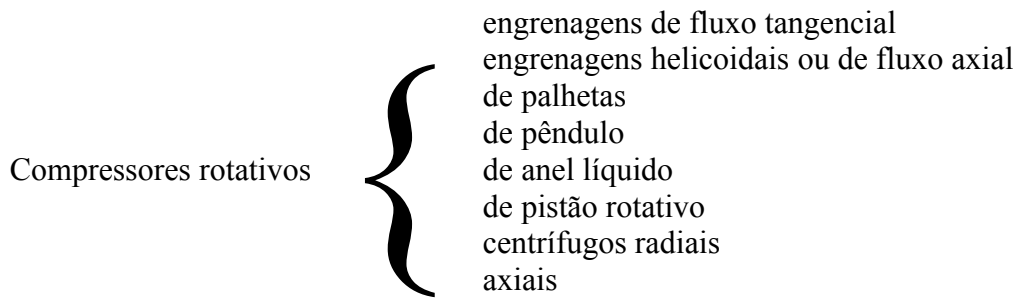 engrenagens de fluxo tangencial
engrenagens helicoidais ou de fluxo axial
de palhetas
de pêndulo
Compressores rotativos
de anel líquido
de pistão rotativo
centrífugos radiais
axiais